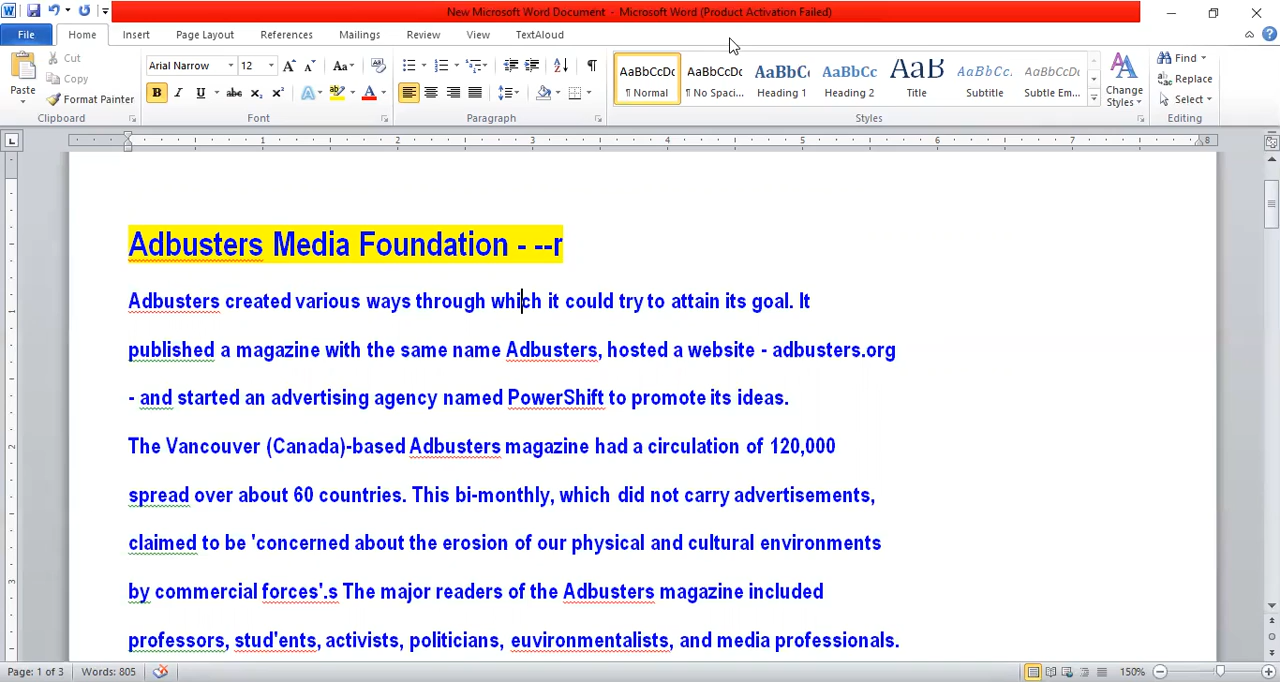 New Microsoft Word Document - Microsoft Word (Product Activation Failed)
File Home Insert Page Layout References Mailings Review View TextAloud
Paste
Cut
Copy
Format Painter
Clipboard
Arial Narrow 12
Font
Paragraph
AaBbCcDc AaBbCcDc AaBbCc AaBbCc AaB AaBbCc. AaBbCcDc
¶ Normal ¶ No Spaci... Heading 1 Heading 2 Title Subtitle Subtle Em...
Change Styles
Styles
Find
Replace
Select
Editing
1 2 3 4 5 6 7 8
Adbusters Media Foundation - --r
Adbusters created various ways through which it could try to attain its goal. It
published a magazine with the same name Adbusters, hosted a website - adbusters.org
- and started an advertising agency named PowerShift to promote its ideas.
The Vancouver (Canada)-based Adbusters magazine had a circulation of 120,000
spread over about 60 countries. This bi-monthly, which did not carry advertisements,
claimed to be 'concerned about the erosion of our physical and cultural environments
by commercial forces'.s The major readers of the Adbusters magazine included
professors, stud'ents, activists, politicians, euvironmentalists, and media professionals.
Page: 1 of 3 Words: 805 150%